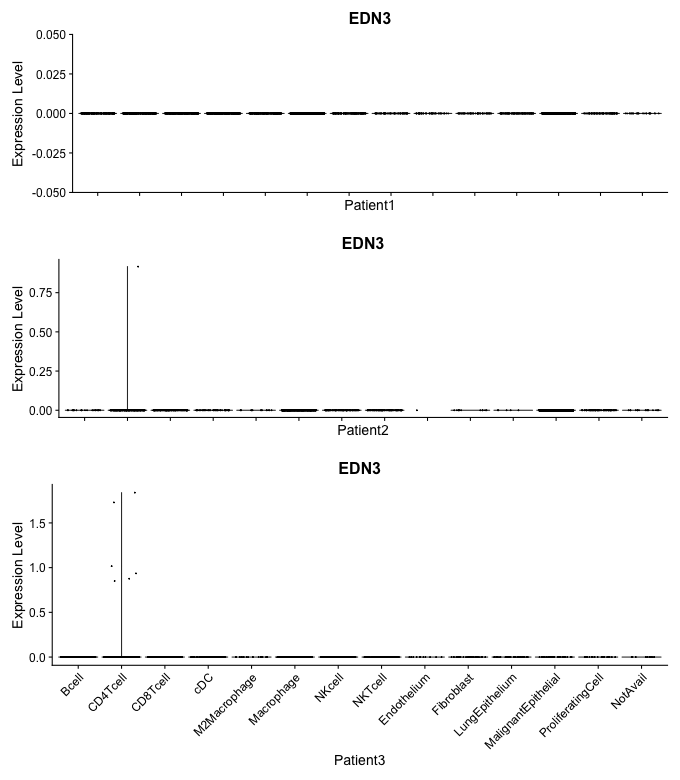 EDN3
0.050
0.025
0.000
-0.025
-0.050
Expression Level
Patient1
EDN3
0.75
0.50
0.25
0.00
Expression Level
Patient2
EDN3
1.5
1.0
0.5
0.0
Expression Level
Bcell
CD4Tcell
CD8Tcell
cDC
M2Macrophage
Macrophage
NKcell
NKTcell
Endothelium
Fibroblast
LungEpithelium
MalignantEpithelial
ProliferatingCell
NotAvail
Patient3